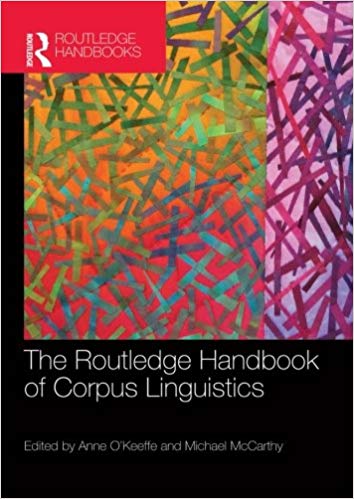 ROUTLEDGE
HANDBOOKS
Routledge
The Routledge Handbook
of Corpus Linguistics
Edited by Anne O'Keeffe and Michael McCarthy